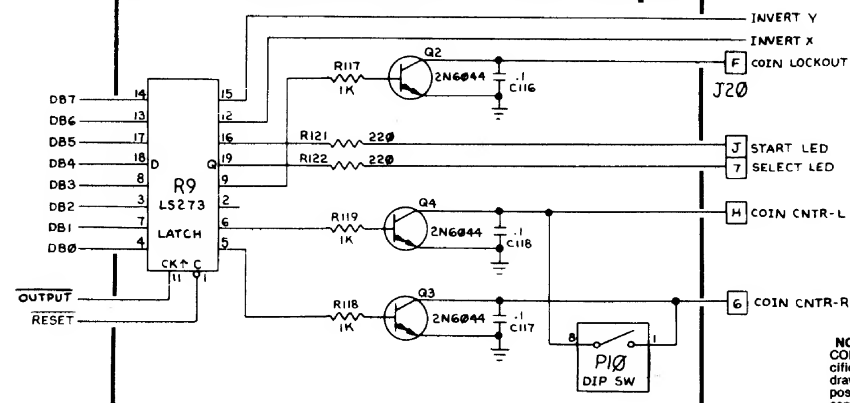 INVERT Y
INVERT X
Q2
R117
1K
2N6044
.1
C116
F COIN LOCKOUT
J20
DB7 14 15
DB6 13 12
DB5 17 16 R121 220 J START LED
DB4 18 D Q 19 R122 220 7 SELECT LED
DB3 8 R9 9
DB2 3 LS273 2
DB1 7 LATCH 6
DB0 4 5
CK↑ C
11 1
OUTPUT
RESET
R119
1K
Q4
2N6044
.1
C118
H COIN CNTR-L
R118
1K
Q3
2N6044
.1
C117
6 COIN CNTR-R
8 1
P10
DIP SW